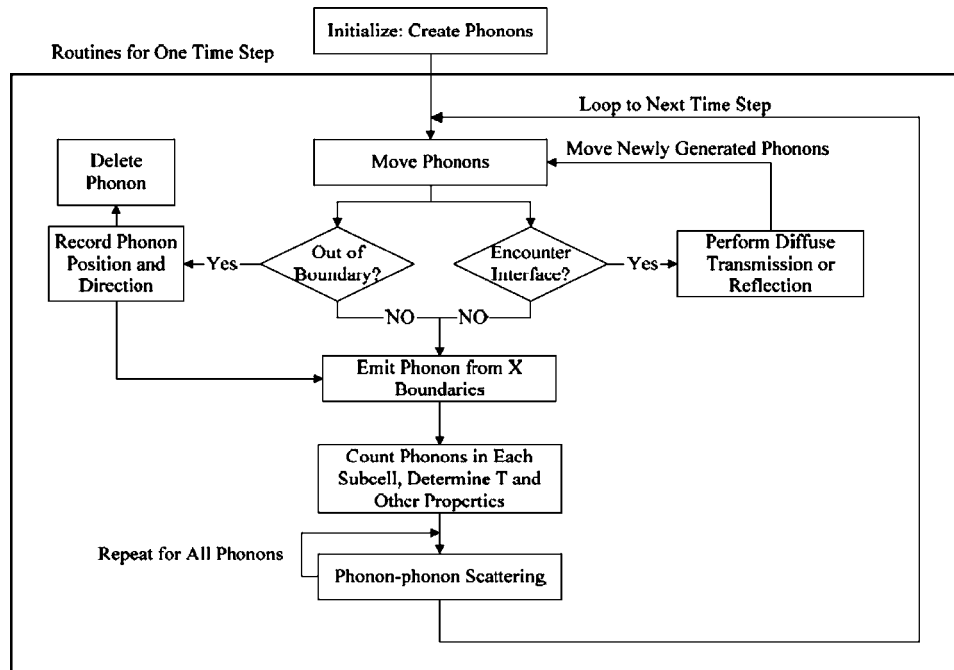 Initialize: Create Phonons
Routines for One Time Step
Loop to Next Time Step
Move Phonons
Move Newly Generated Phonons
Delete
Phonon
Record Phonon
Position and
Direction
Yes
Out of
Boundary?
Encounter
Interface?
Yes
Perform Diffuse
Transmission or
Reflection
NO
NO
Emit Phonon from X
Boundaries
Count Phonons in Each
Subcell, Determine T and
Other Properties
Repeat for All Phonons
Phonon-phonon Scattering